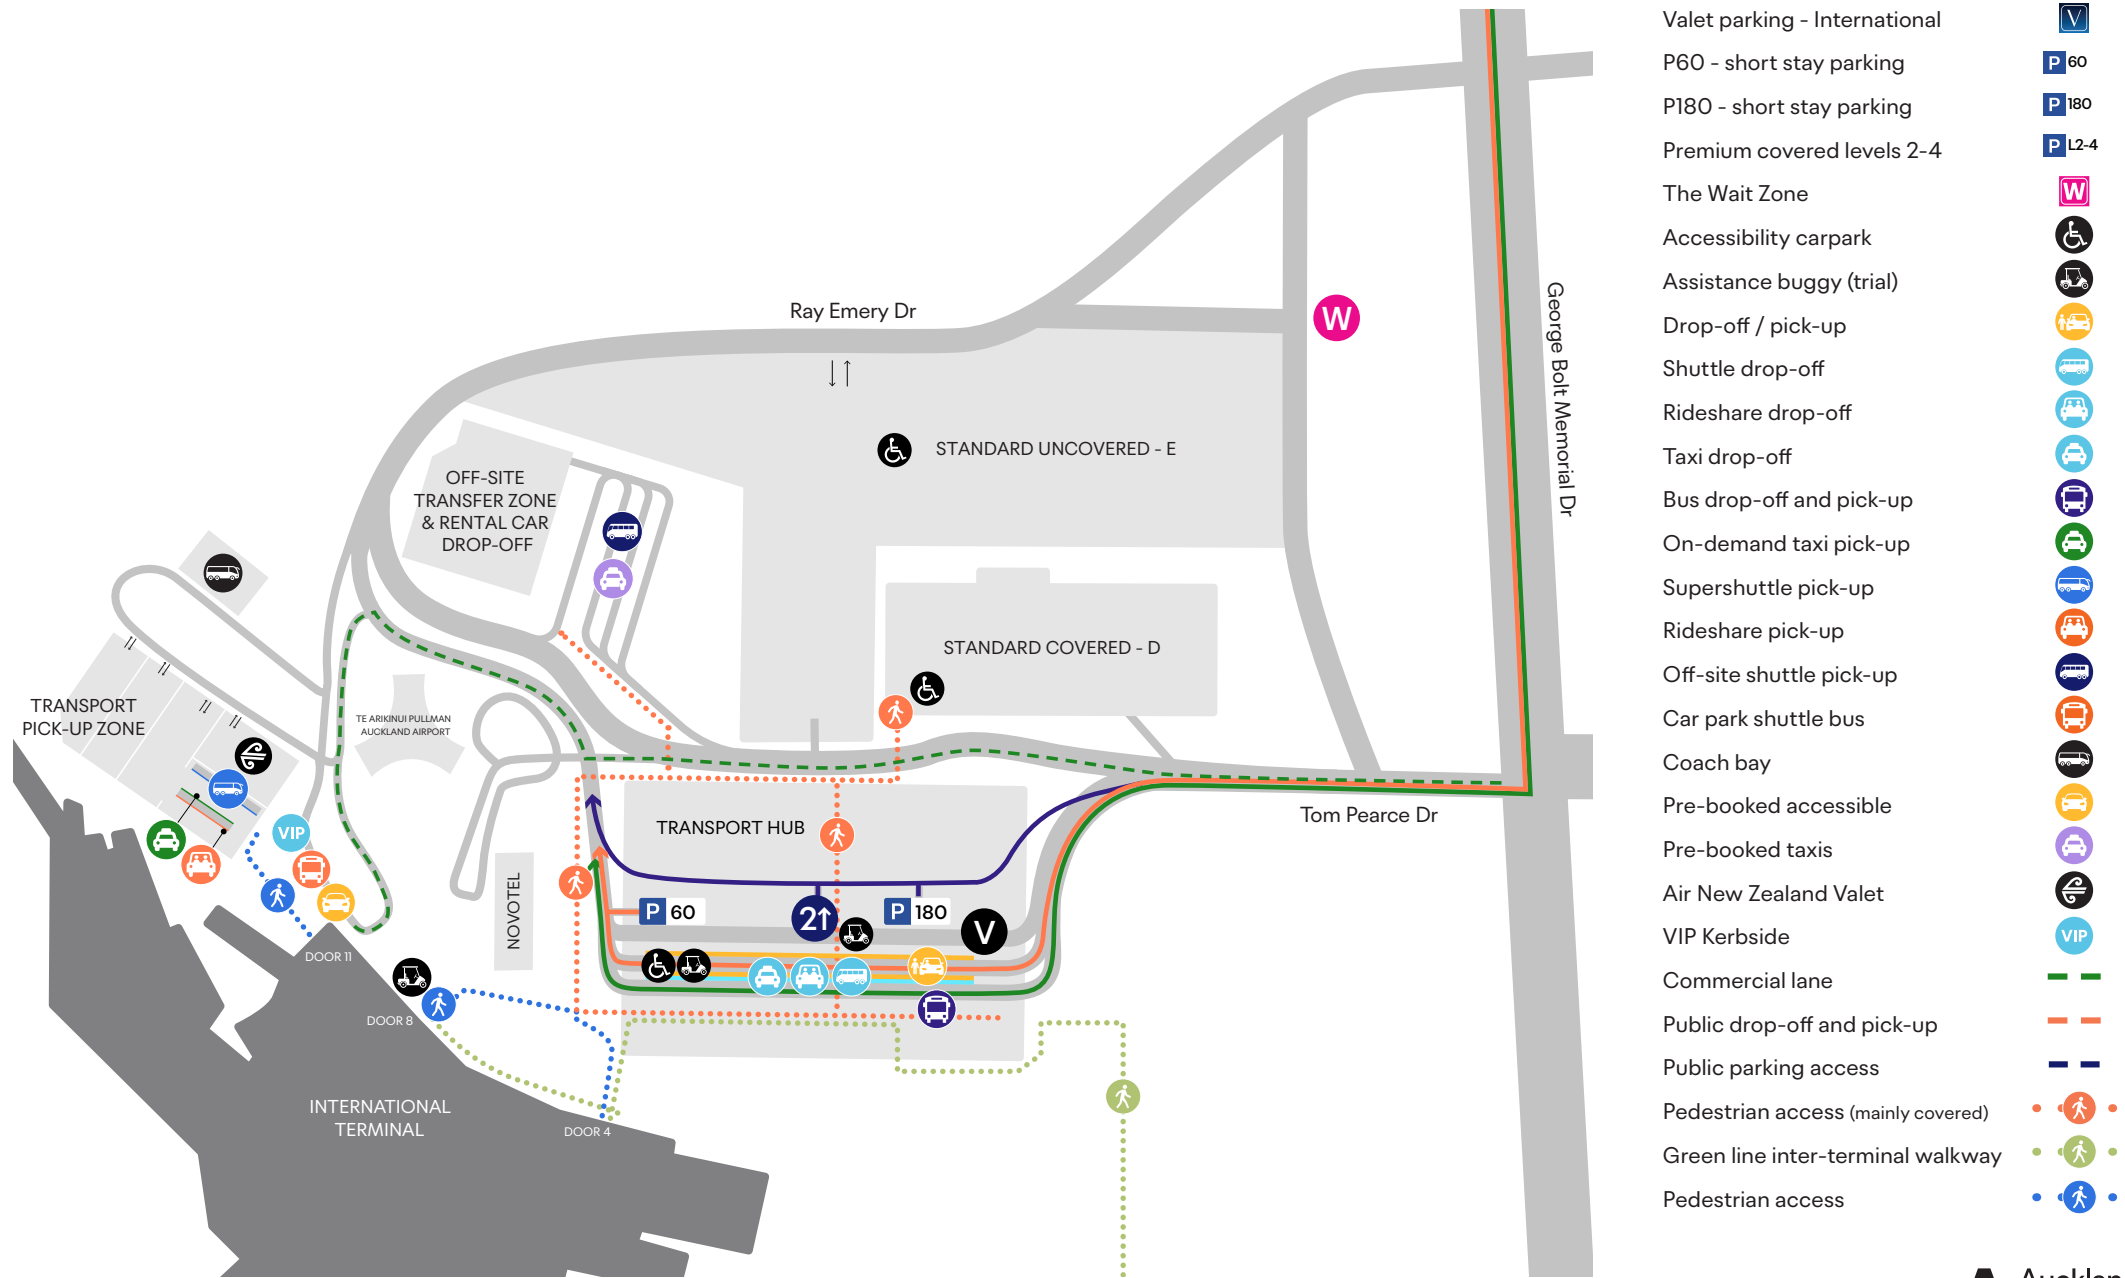 Ray Emery Dr
W
George Bolt Memorial Dr
STANDARD UNCOVERED - E
OFF-SITE
TRANSFER ZONE
& RENTAL CAR
DROP-OFF
STANDARD COVERED - D
TRANSPORT
PICK-UP ZONE
TE ARIKINUI PULLMAN
AUCKLAND AIRPORT
VIP
TRANSPORT HUB
Tom Pearce Dr
NOVOTEL
P 60
2↑
P 180
V
DOOR 11
DOOR 8
INTERNATIONAL
TERMINAL
DOOR 4
Valet parking - International V
P60 - short stay parking P 60
P180 - short stay parking P 180
Premium covered levels 2-4 P L2-4
The Wait Zone W
Accessibility carpark
Assistance buggy (trial)
Drop-off / pick-up
Shuttle drop-off
Rideshare drop-off
Taxi drop-off
Bus drop-off and pick-up
On-demand taxi pick-up
Supershuttle pick-up
Rideshare pick-up
Off-site shuttle pick-up
Car park shuttle bus
Coach bay
Pre-booked accessible
Pre-booked taxis
Air New Zealand Valet
VIP Kerbside VIP
Commercial lane
Public drop-off and pick-up
Public parking access
Pedestrian access (mainly covered)
Green line inter-terminal walkway
Pedestrian access